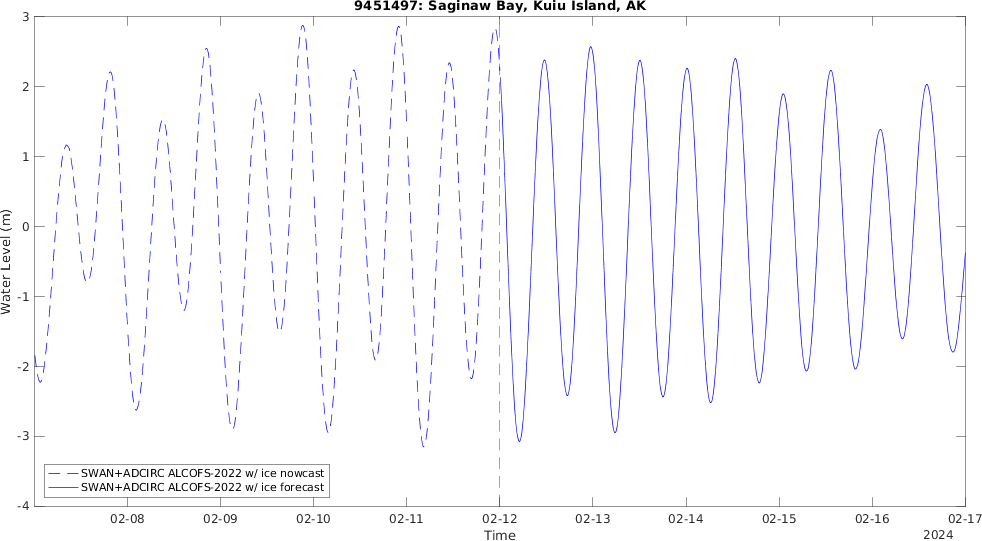 9451497: Saginaw Bay, Kuiu Island, AK
3
2
1
0
-1
-2
-3
-4
Water Level (m)
SWAN+ADCIRC ALCOFS-2022 w/ ice nowcast
SWAN+ADCIRC ALCOFS-2022 w/ ice forecast
02-08 02-09 02-10 02-11 02-12 02-13 02-14 02-15 02-16 02-17
Time
2024